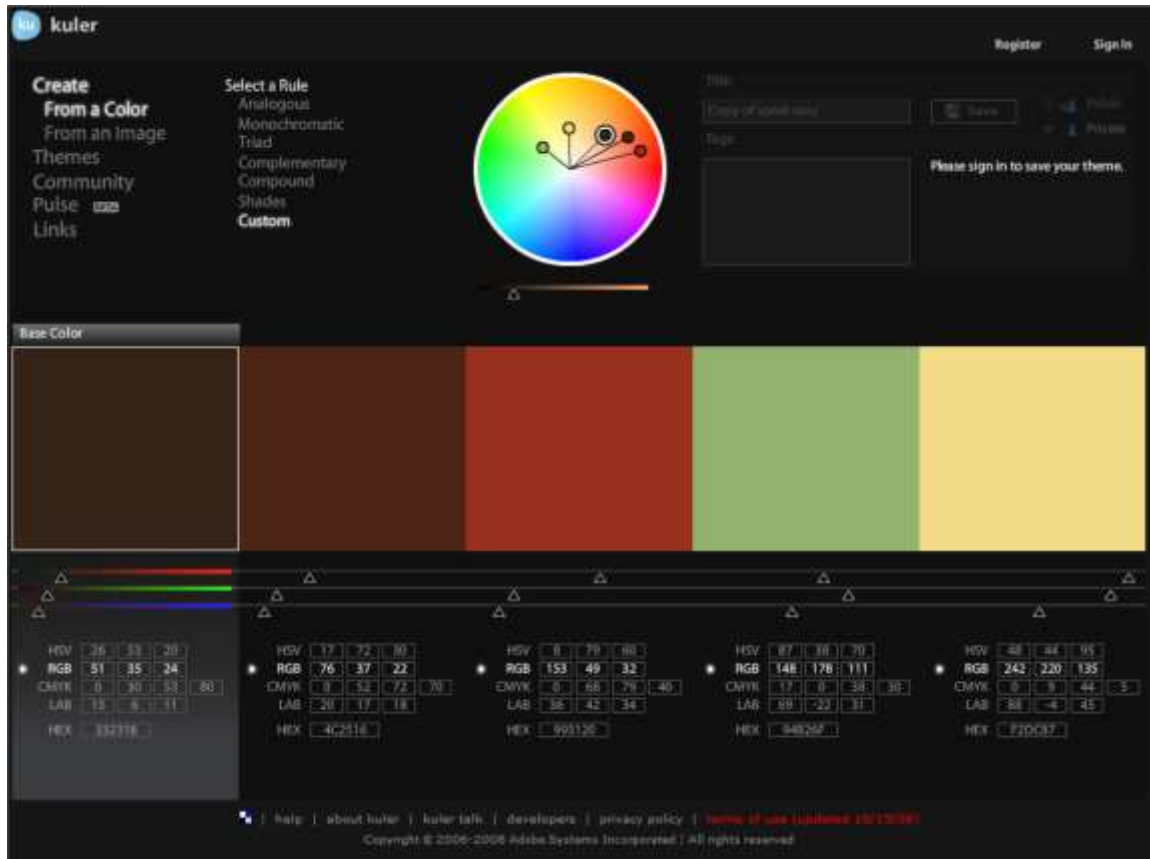 ku kuler
Register Sign In
Create
From a Color
From an Image
Themes
Community
Pulse BETA
Links
Select a Rule
Analogous
Monochromatic
Triad
Complementary
Compound
Shades
Custom
Title:
Save
Public
Private
Tags:
Please sign in to save your theme.
Base Color
HSV 26 53 20
RGB 51 35 24
CMYK 0 30 53 80
LAB 15 6 11
HEX 332318
HSV 17 72 30
RGB 76 37 22
CMYK 0 52 72 70
LAB 20 17 18
HEX 4C2516
HSV 8 79 60
RGB 153 49 32
CMYK 0 68 79 40
LAB 36 42 34
HEX 993120
HSV 87 38 70
RGB 148 178 111
CMYK 17 0 38 30
LAB 69 -22 31
HEX 94B26F
HSV 48 44 95
RGB 242 220 135
CMYK 0 9 44 5
LAB 88 -4 45
HEX F2DC87
| help | about kuler | kuler talk | developers | privacy policy | terms of use (updated 10/15/08)
Copyright © 2006-2008 Adobe Systems Incorporated | All rights reserved